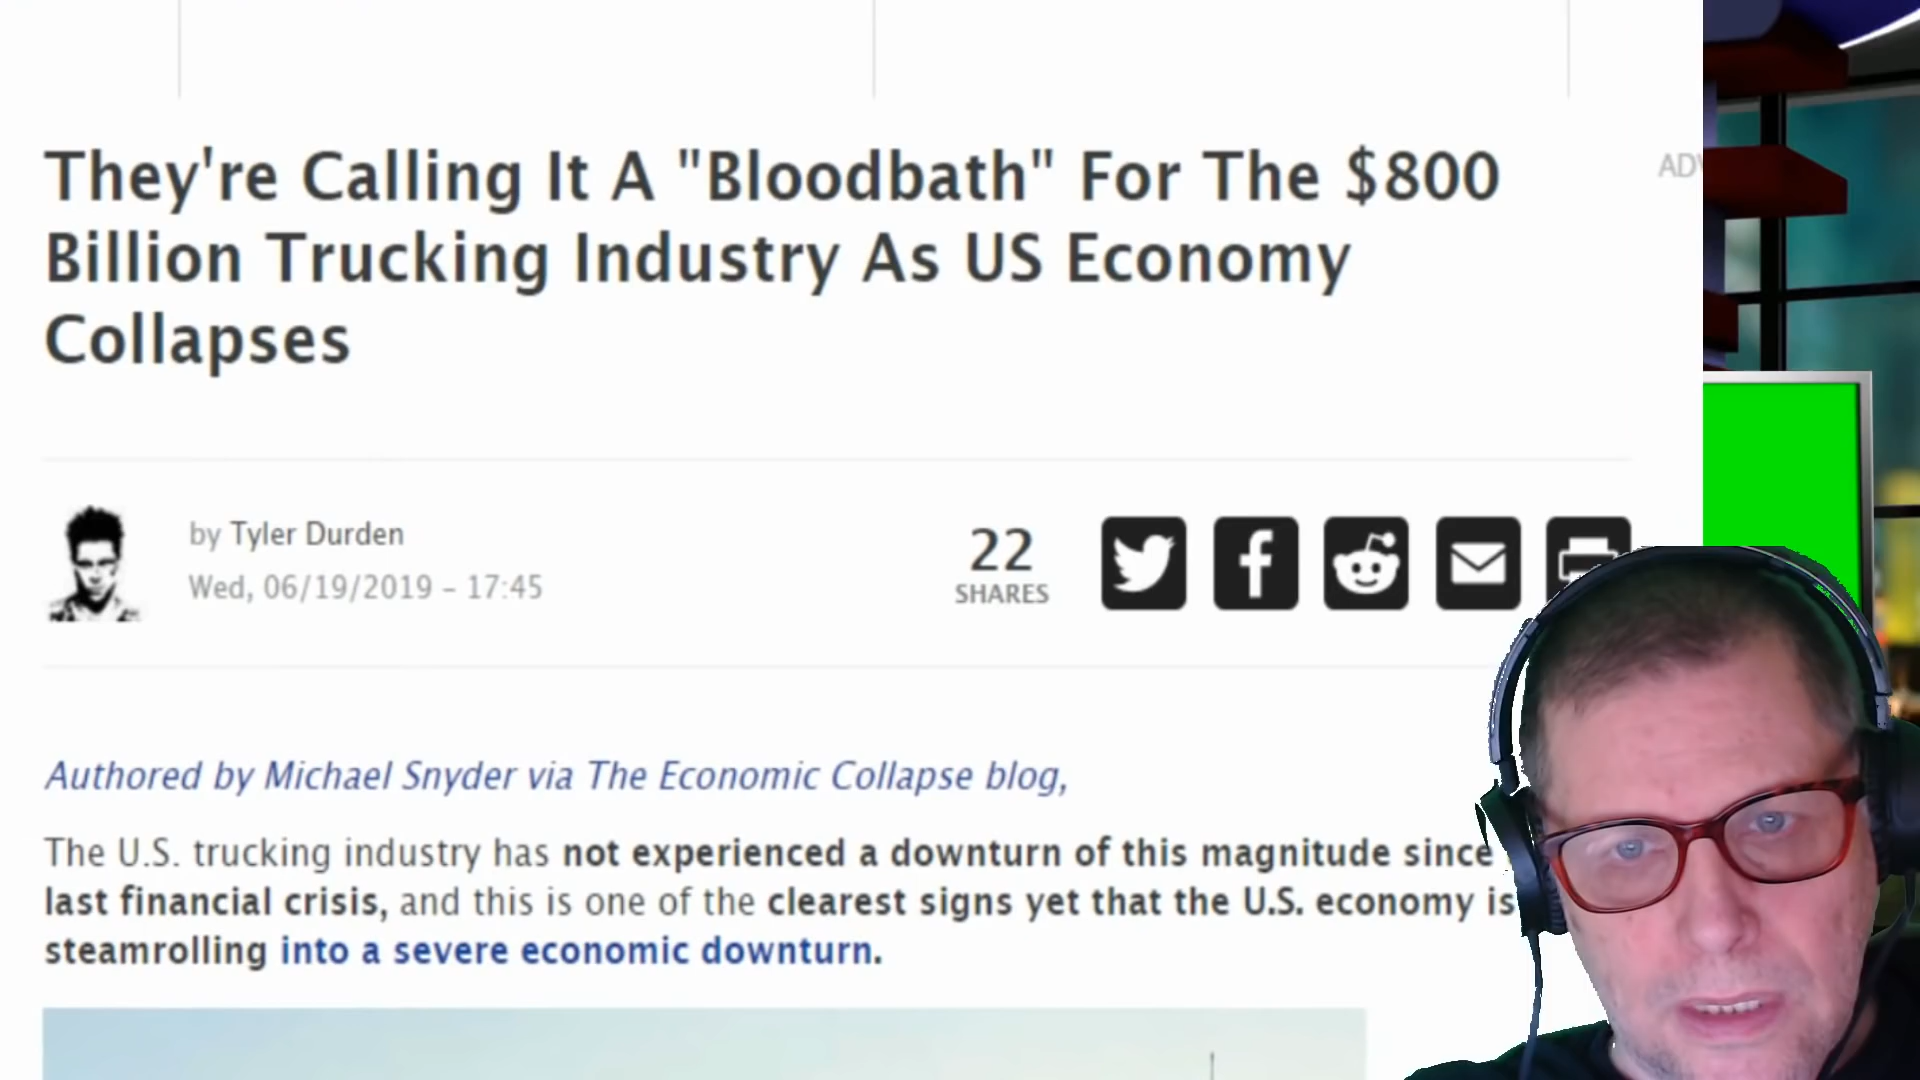 They're Calling It A "Bloodbath" For The $800
Billion Trucking Industry As US Economy
Collapses
by Tyler Durden
Wed, 06/19/2019 – 17:45
22
SHARES
Authored by Michael Snyder via The Economic Collapse blog,
The U.S. trucking industry has not experienced a downturn of this magnitude since
last financial crisis, and this is one of the clearest signs yet that the U.S. economy is
steamrolling into a severe economic downturn.